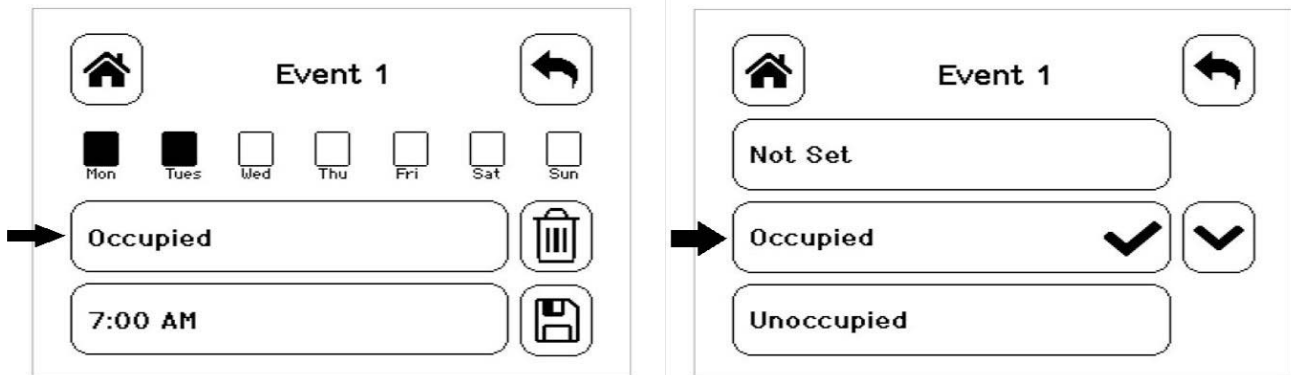 Event 1
Mon Tues Wed Thu Fri Sat Sun
Occupied
7:00 AM
Event 1
Not Set
Occupied
Unoccupied